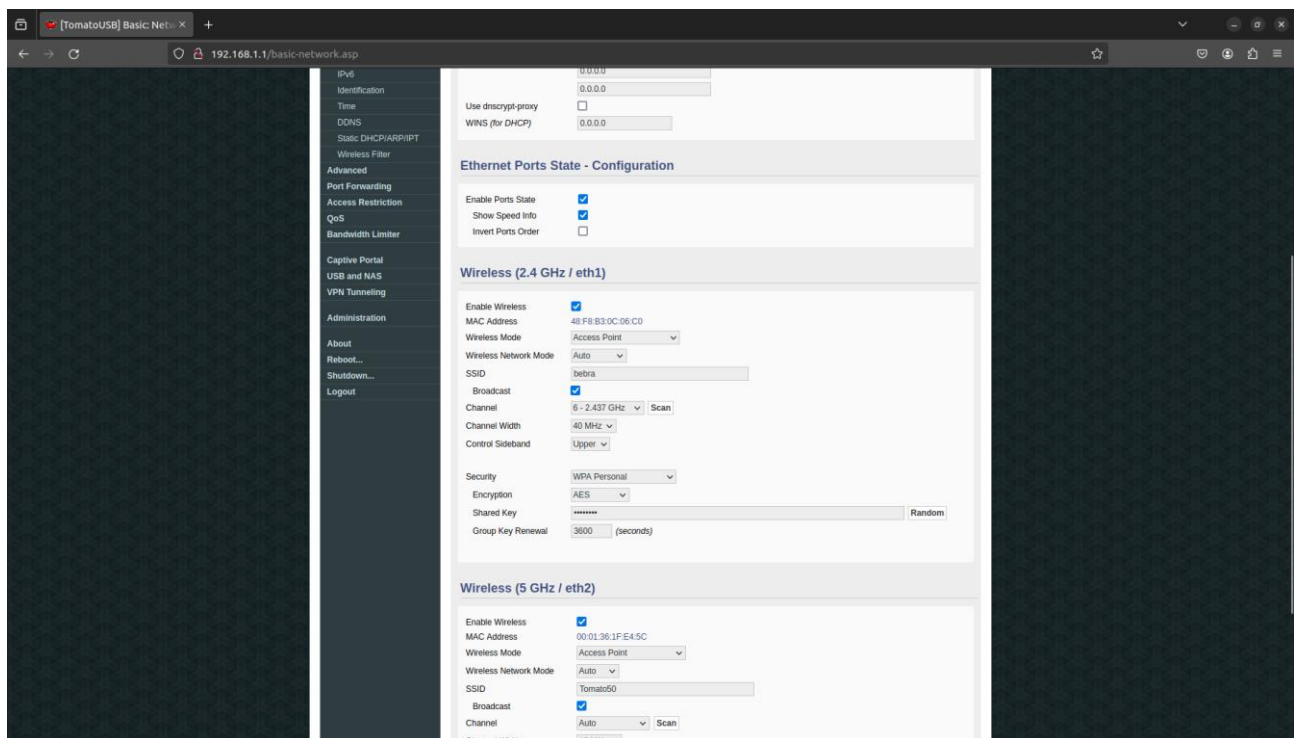 [TomatoUSB] Basic: Netw
192.168.1.1/basic-network.asp
IPv6
Identification
Time
DDNS
Static DHCP/ARP/IPT
Wireless Filter
Advanced
Port Forwarding
Access Restriction
QoS
Bandwidth Limiter
Captive Portal
USB and NAS
VPN Tunneling
Administration
About
Reboot...
Shutdown...
Logout
0.0.0.0
0.0.0.0
Use dnscrypt-proxy
WINS (for DHCP) 0.0.0.0
Ethernet Ports State - Configuration
Enable Ports State
Show Speed Info
Invert Ports Order
Wireless (2.4 GHz / eth1)
Enable Wireless
MAC Address 48:F8:B3:0C:06:C0
Wireless Mode Access Point
Wireless Network Mode Auto
SSID bebra
Broadcast
Channel 6 - 2.437 GHz Scan
Channel Width 40 MHz
Control Sideband Upper
Security WPA Personal
Encryption AES
Shared Key •••••••• Random
Group Key Renewal 3600 (seconds)
Wireless (5 GHz / eth2)
Enable Wireless
MAC Address 00:01:36:1F:E4:5C
Wireless Mode Access Point
Wireless Network Mode Auto
SSID Tomato50
Broadcast
Channel Auto Scan